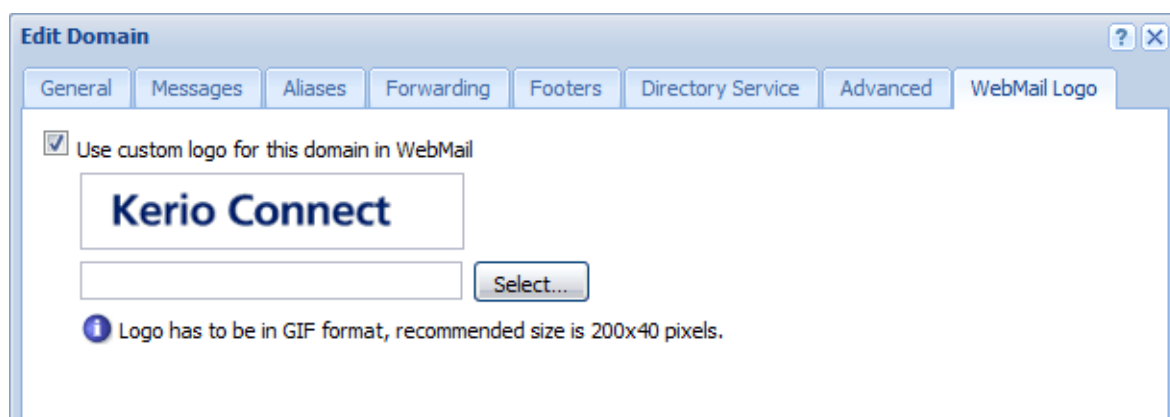 Edit Domain
General Messages Aliases Forwarding Footers Directory Service Advanced WebMail Logo
Use custom logo for this domain in WebMail
Kerio Connect
Select...
Logo has to be in GIF format, recommended size is 200x40 pixels.